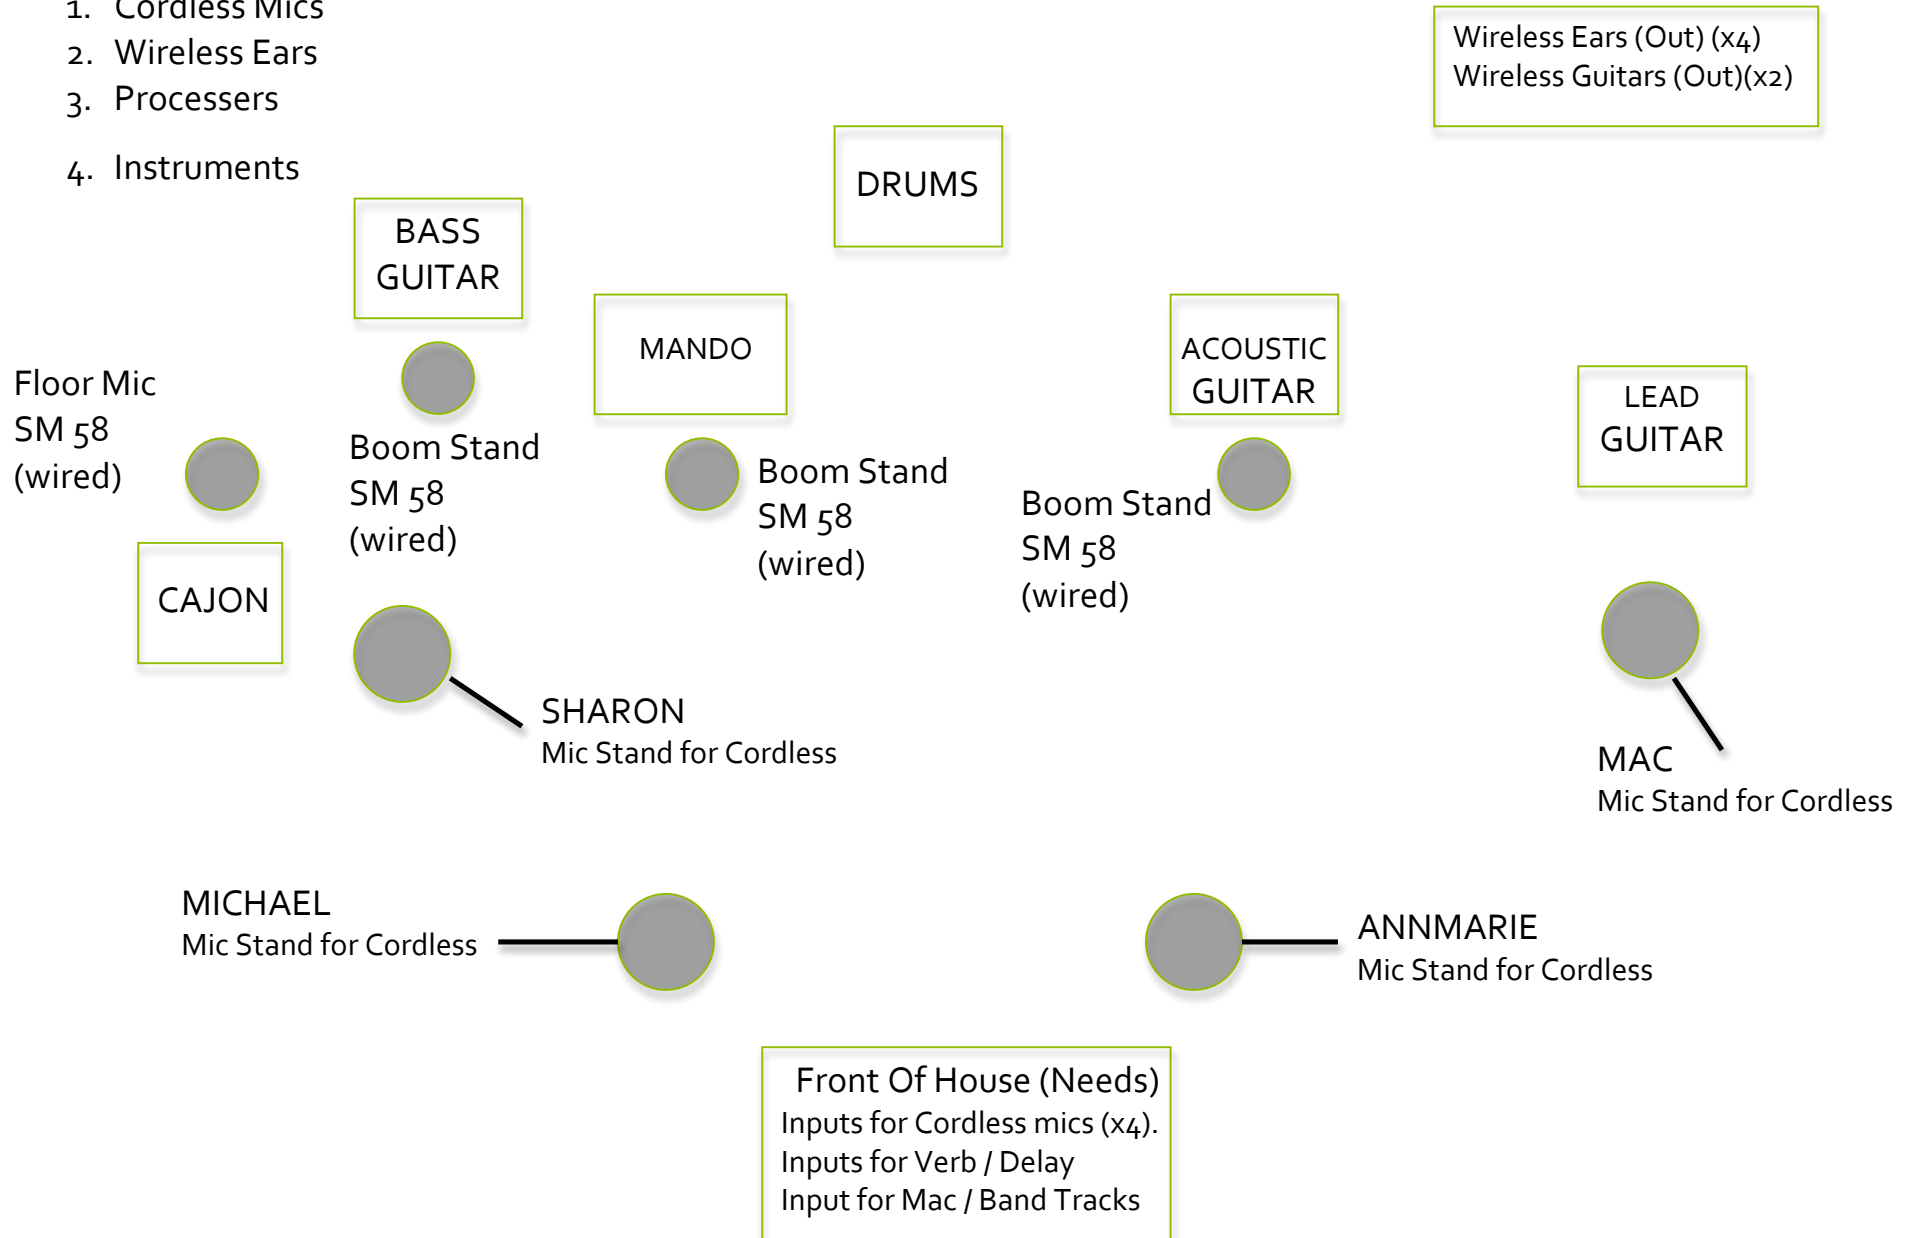 1. Cordless Mics
2. Wireless Ears
3. Processers
4. Instruments
Wireless Ears (Out) (x4)
Wireless Guitars (Out)(x2)
DRUMS
BASS
GUITAR
MANDO
ACOUSTIC
GUITAR
LEAD
GUITAR
Floor Mic
SM 58
(wired)
Boom Stand
SM 58
(wired)
Boom Stand
SM 58
(wired)
Boom Stand
SM 58
(wired)
CAJON
SHARON
Mic Stand for Cordless
MAC
Mic Stand for Cordless
MICHAEL
Mic Stand for Cordless
ANNMARIE
Mic Stand for Cordless
Front Of House (Needs)
Inputs for Cordless mics (x4).
Inputs for Verb / Delay
Input for Mac / Band Tracks